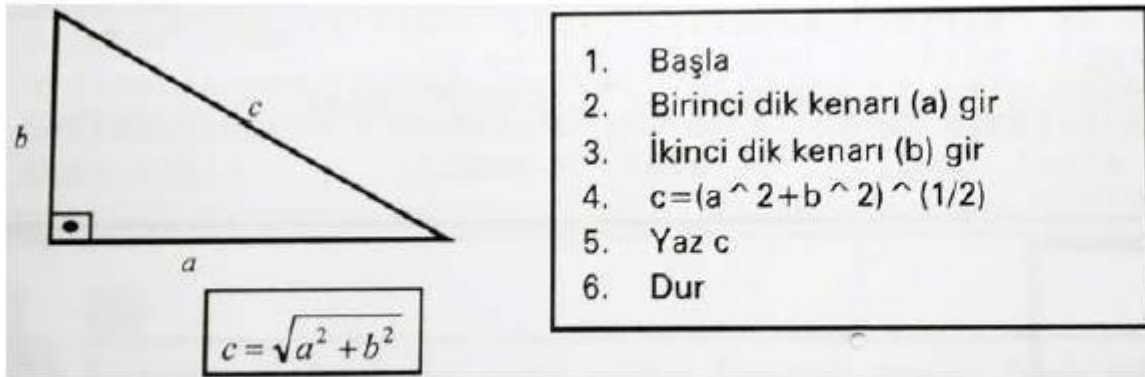 b
c
a
c = √a² + b²
1. Başla
2. Birinci dik kenarı (a) gir
3. İkinci dik kenarı (b) gir
4. c=(a^2+b^2)^(1/2)
5. Yaz c
6. Dur